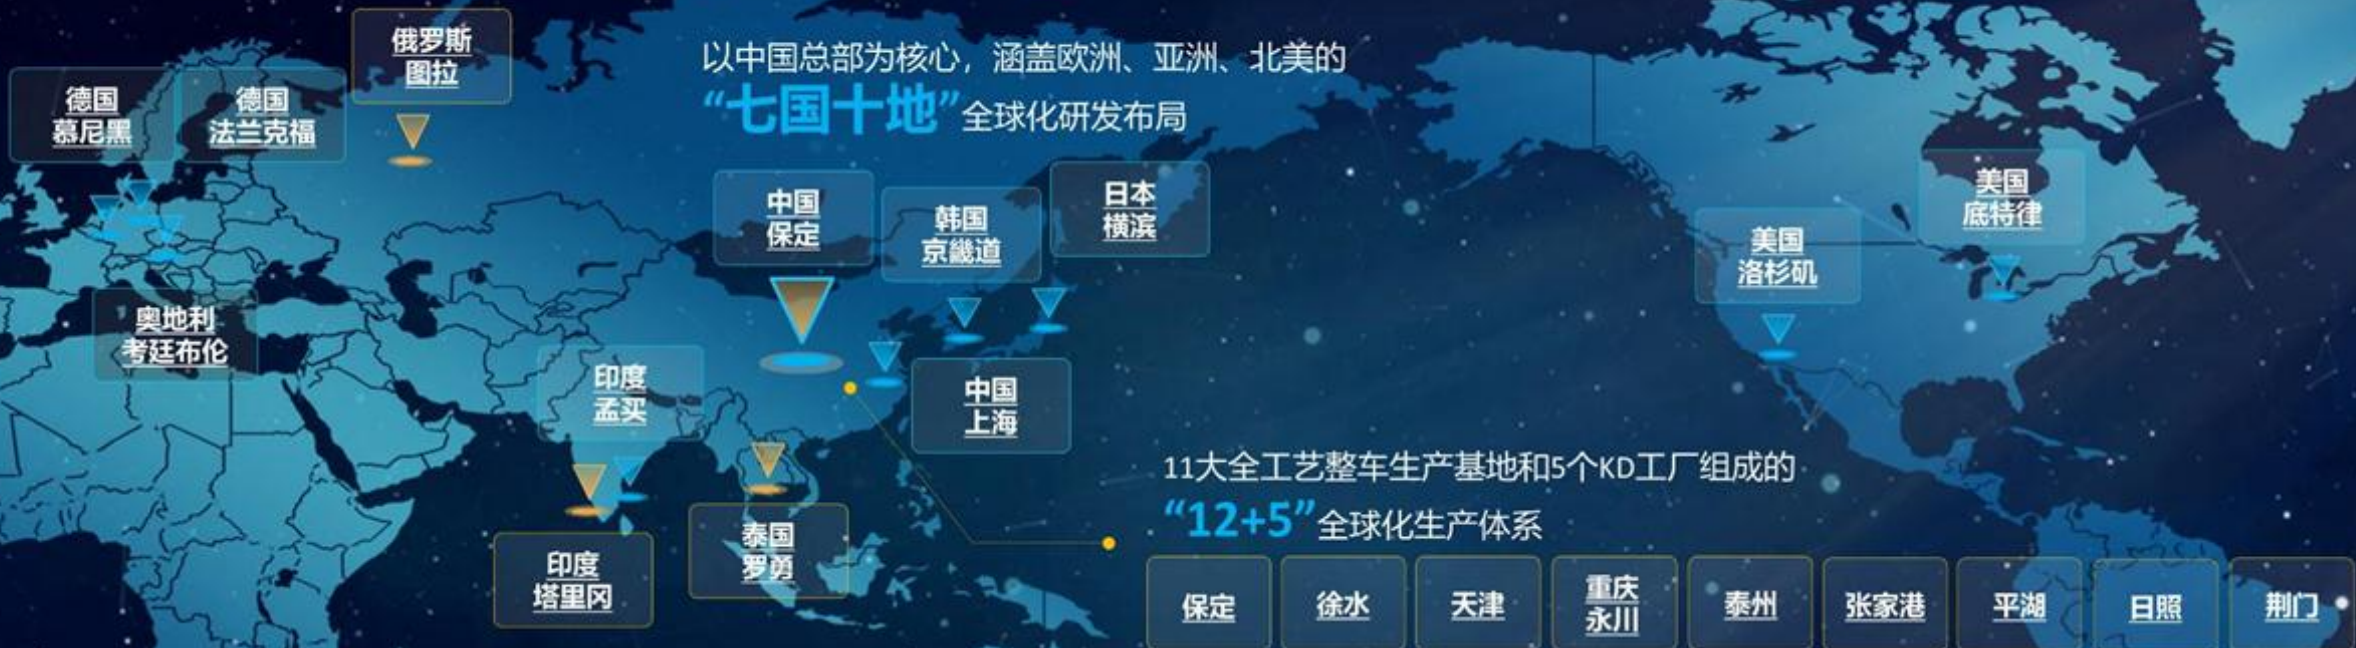 俄罗斯
图拉
德国
慕尼黑
德国
法兰克福
以中国总部为核心，涵盖欧洲、亚洲、北美的
“七国十地”全球化研发布局
中国
保定
韩国
京畿道
日本
横滨
美国
洛杉矶
美国
底特律
奥地利
考廷布伦
印度
孟买
中国
上海
印度
塔里冈
泰国
罗勇
11大全工艺整车生产基地和5个KD工厂组成的
“12+5”全球化生产体系
保定
徐水
天津
重庆
永川
泰州
张家港
平湖
日照
荆门